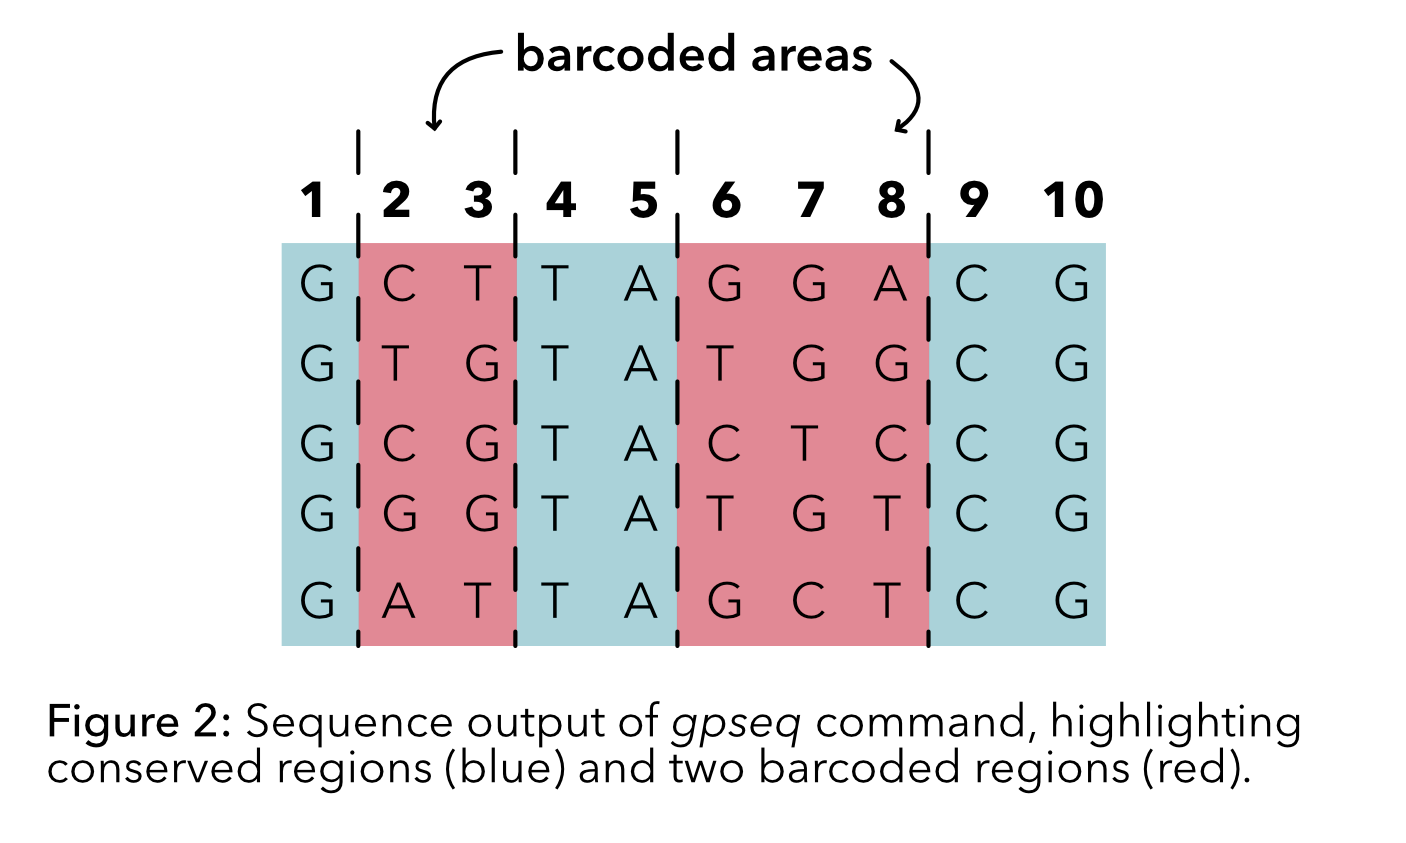 barcoded areas
1 2 3 4 5 6 7 8 9 10
G C T T A G G A C G
G T G T A T G G C G
G C G T A C T C C G
G G G T A T G T C G
G A T T A G C T C G
Figure 2: Sequence output of gpseq command, highlighting
conserved regions (blue) and two barcoded regions (red).